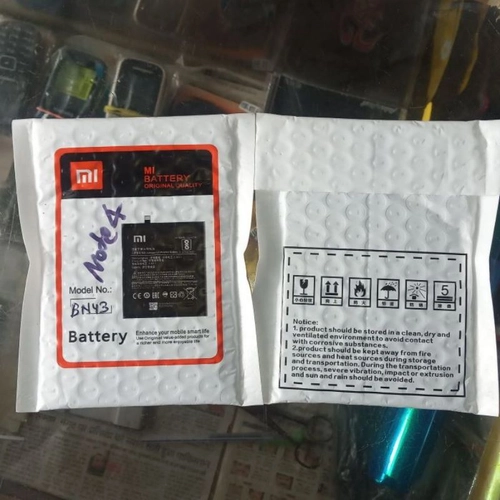 MI
BATTERY
ORIGINAL QUALITY
Note 4
Model No.:
BN43
Battery
Enhance your mobile smart life
Notice:
1. product should be stored in a clean, dry and
ventilated environment to avoid contact
with corrosive substances.
2.product should be kept away from fire
sources and heat sources during storage
and transportation. During the transportation
process, severe vibration, impact or extrusion
and sun and rain should be avoided.
5